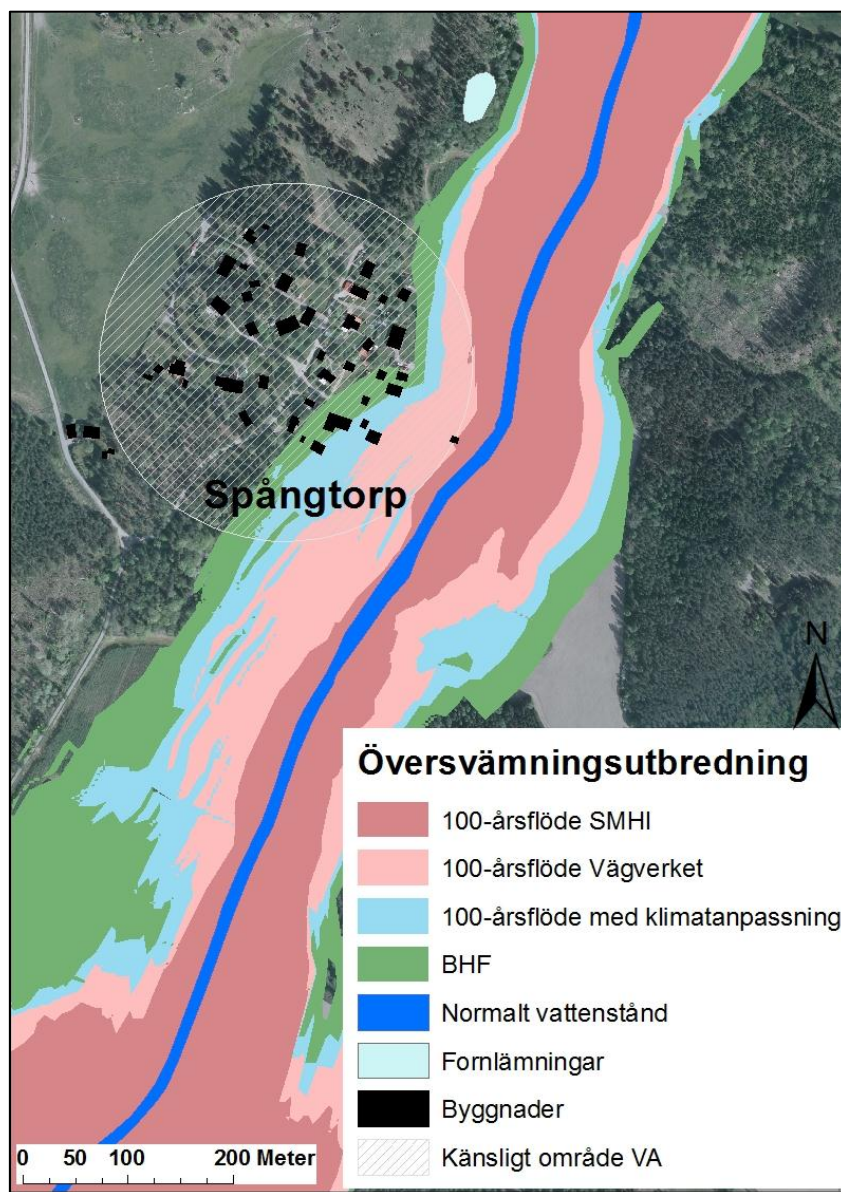 Spångtorp
N
Översvämningsutbredning
100-årsflöde SMHI
100-årsflöde Vägverket
100-årsflöde med klimatanpassning
BHF
Normalt vattenstånd
Fornlämningar
Byggnader
Känsligt område VA
0 50 100 200 Meter